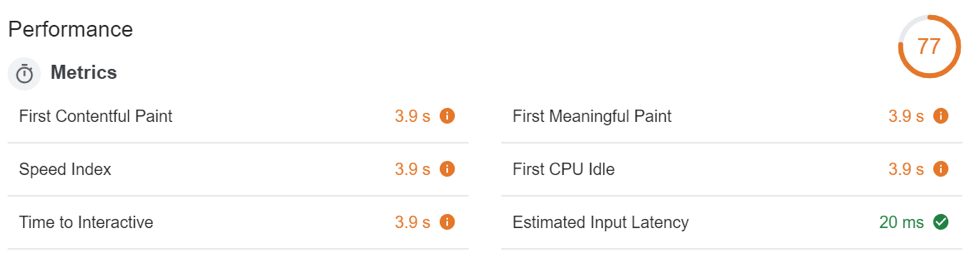 Performance
77
Metrics
First Contentful Paint 3.9 s
First Meaningful Paint 3.9 s
Speed Index 3.9 s
First CPU Idle 3.9 s
Time to Interactive 3.9 s
Estimated Input Latency 20 ms